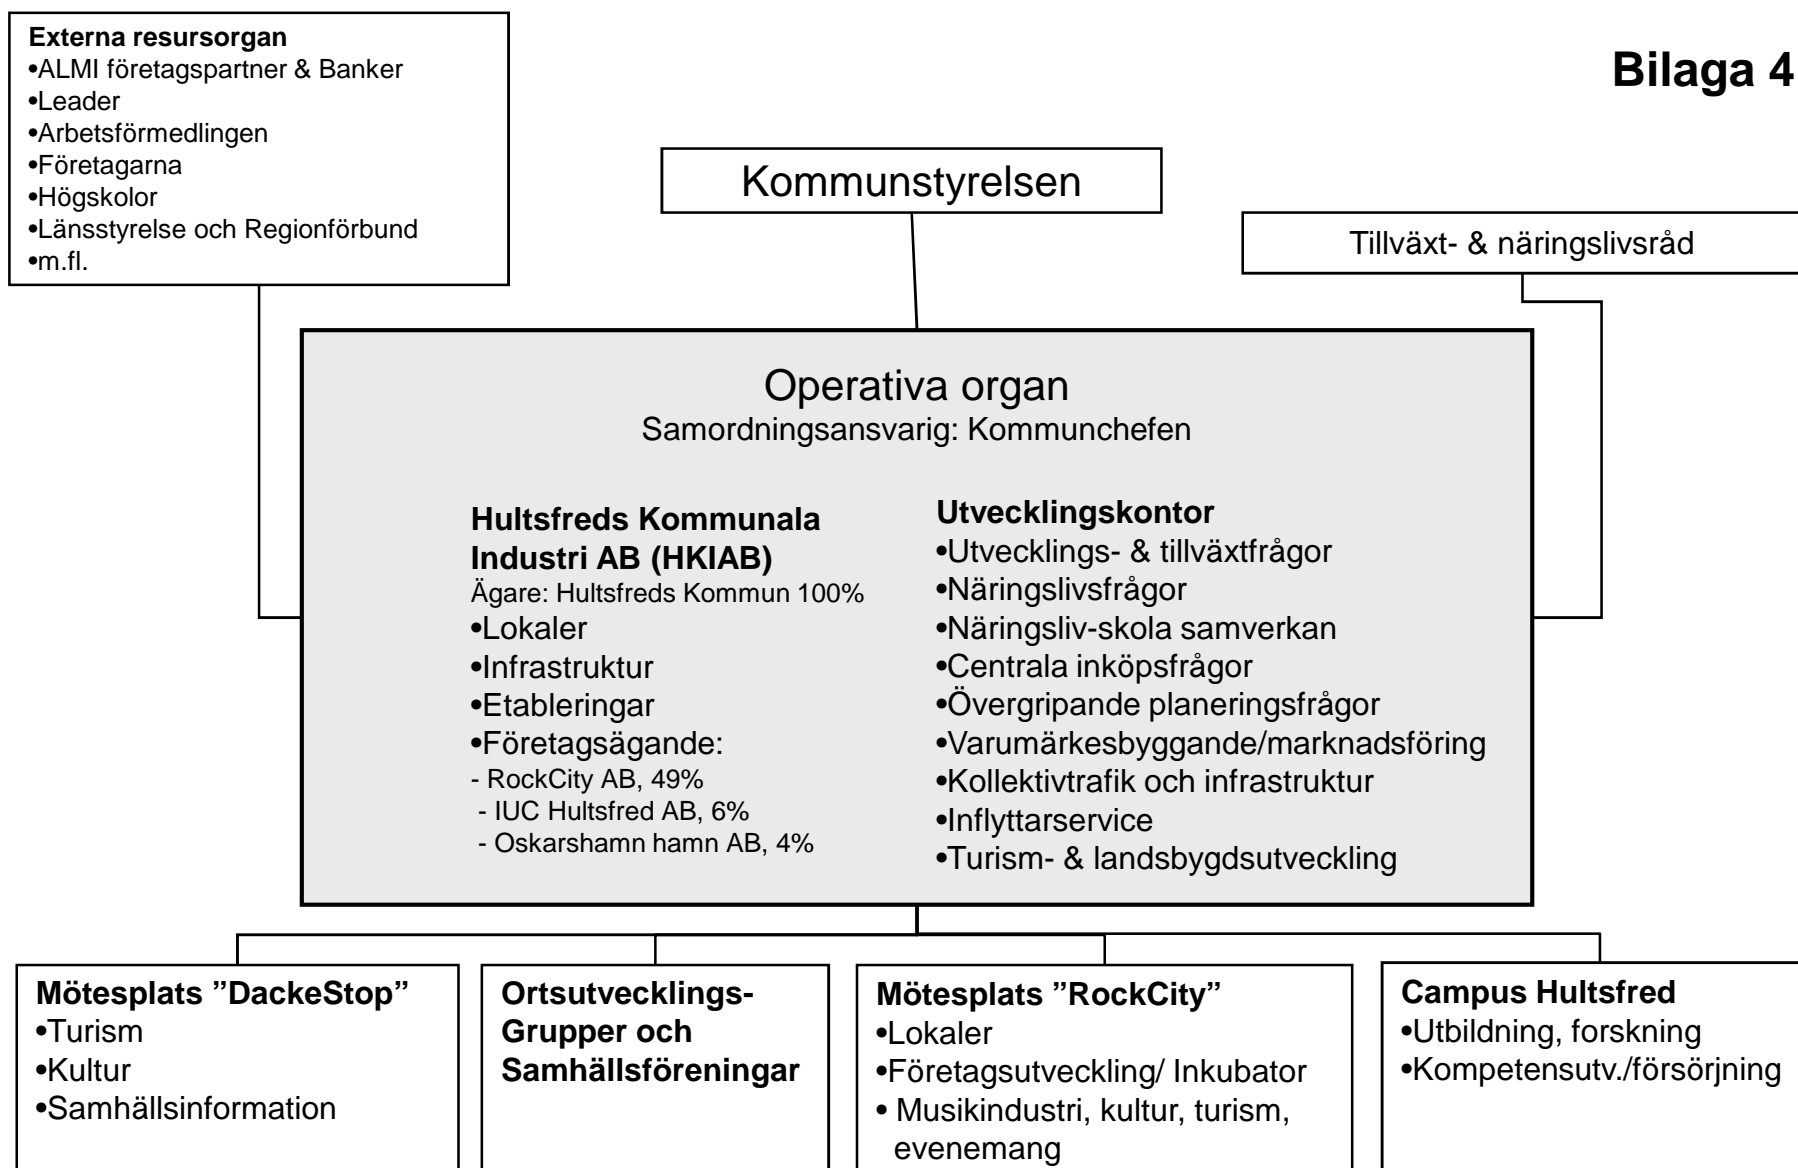 Externa resursorgan
•ALMI företagspartner & Banker
•Leader
•Arbetsförmedlingen
•Företagarna
•Högskolor
•Länsstyrelse och Regionförbund
•m.fl.
Bilaga 4
Kommunstyrelsen
Tillväxt- & näringslivsråd
Operativa organ
Samordningsansvarig: Kommunchefen
Hultsfreds Kommunala
Industri AB (HKIAB)
Ägare: Hultsfreds Kommun 100%
•Lokaler
•Infrastruktur
•Etableringar
•Företagsägande:
- RockCity AB, 49%
- IUC Hultsfred AB, 6%
- Oskarshamn hamn AB, 4%
Utvecklingskontor
•Utvecklings- & tillväxtfrågor
•Näringslivsfrågor
•Näringsliv-skola samverkan
•Centrala inköpsfrågor
•Övergripande planeringsfrågor
•Varumärkesbyggande/marknadsföring
•Kollektivtrafik och infrastruktur
•Inflyttarservice
•Turism- & landsbygdsutveckling
Mötesplats ”DackeStop”
•Turism
•Kultur
•Samhällsinformation
Ortsutvecklings-
Grupper och
Samhällsföreningar
Mötesplats ”RockCity”
•Lokaler
•Företagsutveckling/ Inkubator
• Musikindustri, kultur, turism,
evenemang
Campus Hultsfred
•Utbildning, forskning
•Kompetensutv./försörjning